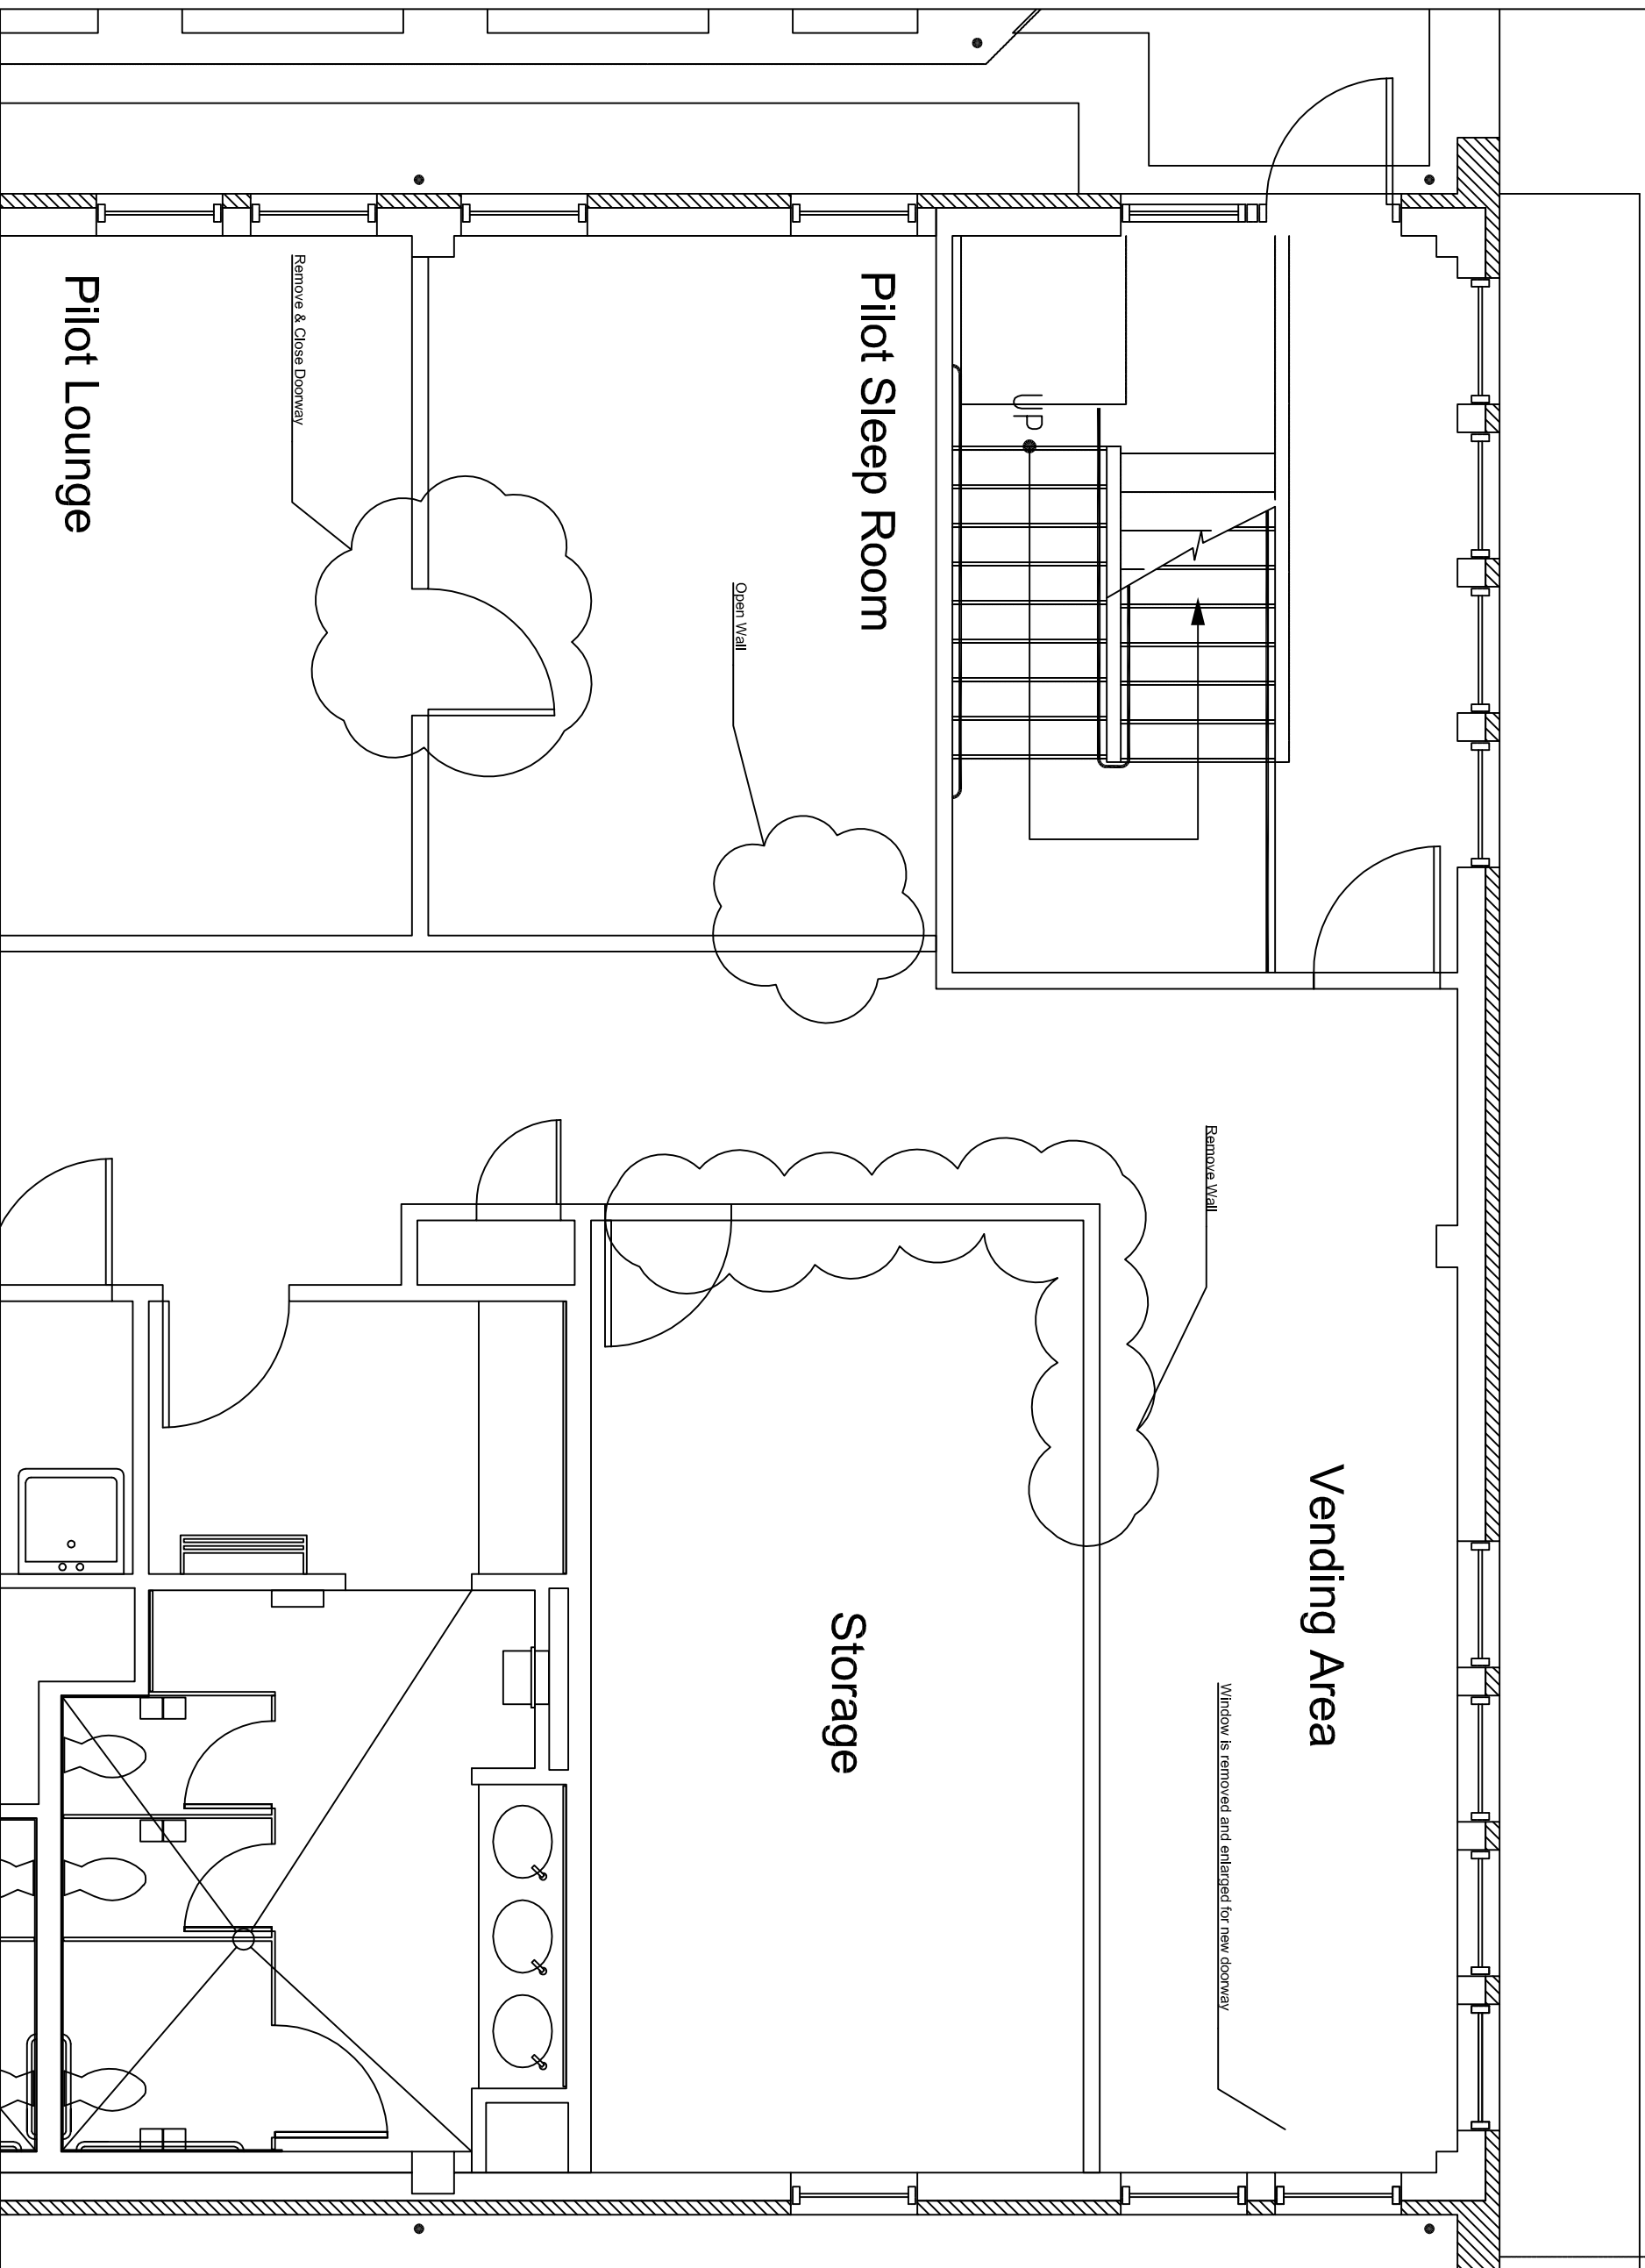 Pilot Lounge
Remove & Close Doorway
Pilot Sleep Room
Open Wall
UP
Remove Wall
Vending Area
Storage
Window is removed and enlarged for new doorway